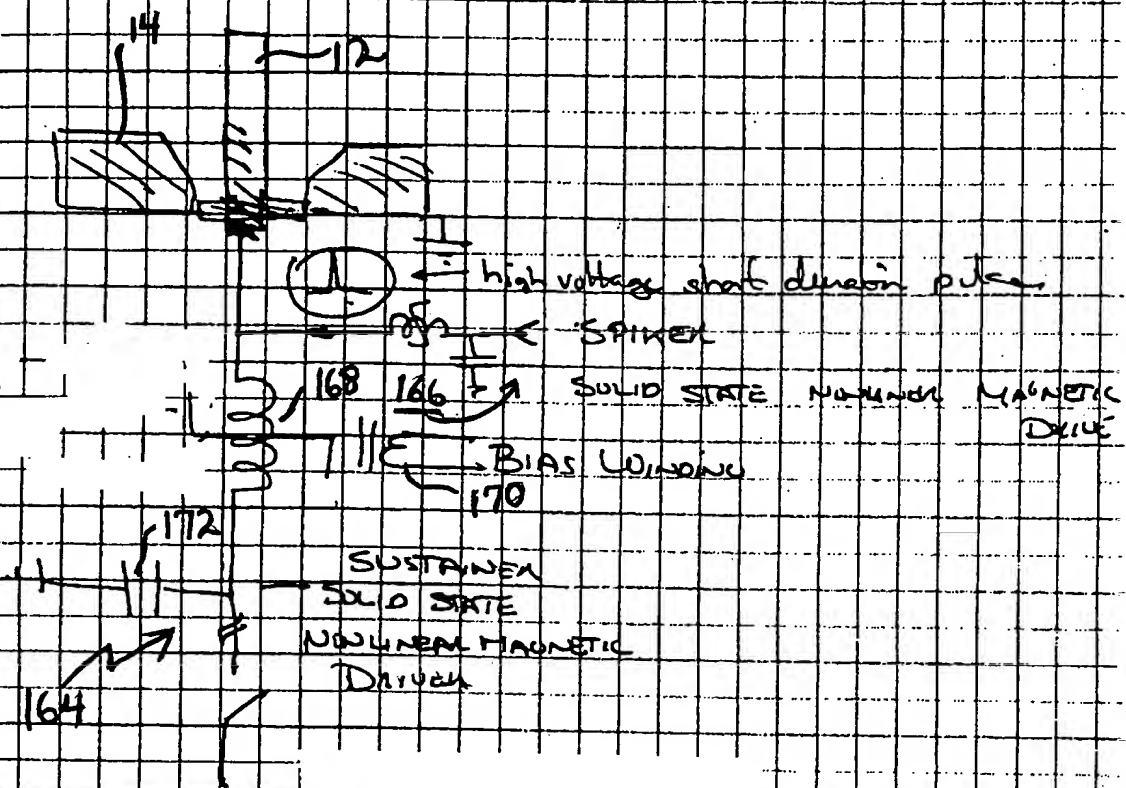 14
112
high voltage short duration pulse
SPIKER
168
166
SOLID STATE NONLINEAR MAGNETIC
DRIVE
BIAS WINDING
170
172
SUSTAINER
SOLID STATE
NONLINEAR MAGNETIC
DRIVER
164